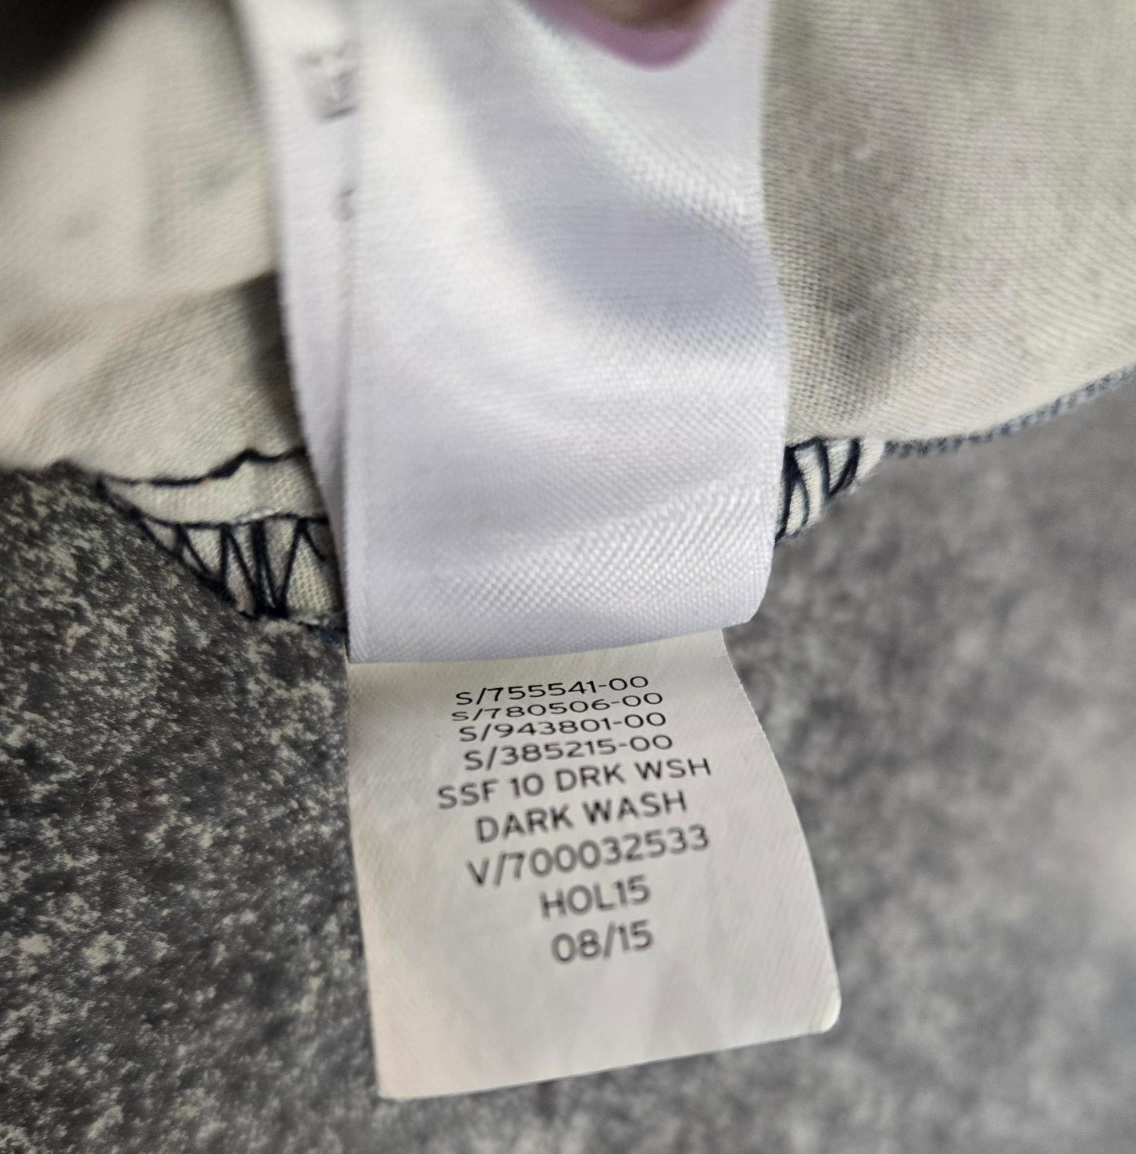 S/755541-00
S/780506-00
S/943801-00
S/385215-00
SSF 10 DRK WSH
DARK WASH
V/700032533
HOL15
08/15